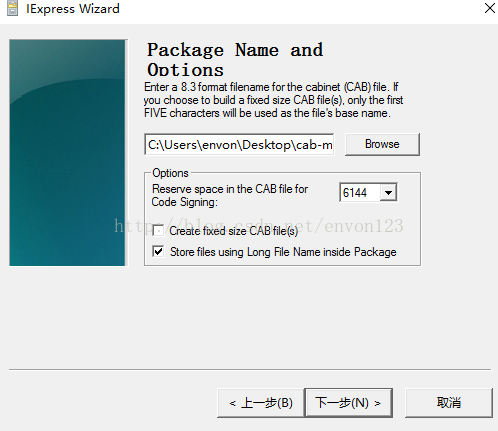 IExpress Wizard
Package Name and
Options
Enter a 8.3 format filename for the cabinet (CAB) file. If
you choose to build a fixed size CAB file(s), only the first
FIVE characters will be used as the file's base name.
C:\Users\envon\Desktop\cab-m
Browse
Options
Reserve space in the CAB file for
Code Signing:
6144
http://blog.csdn.net/envon123
Create fixed size CAB file(s)
Store files using Long File Name inside Package
< 上一步(B)
下一步(N) >
取消